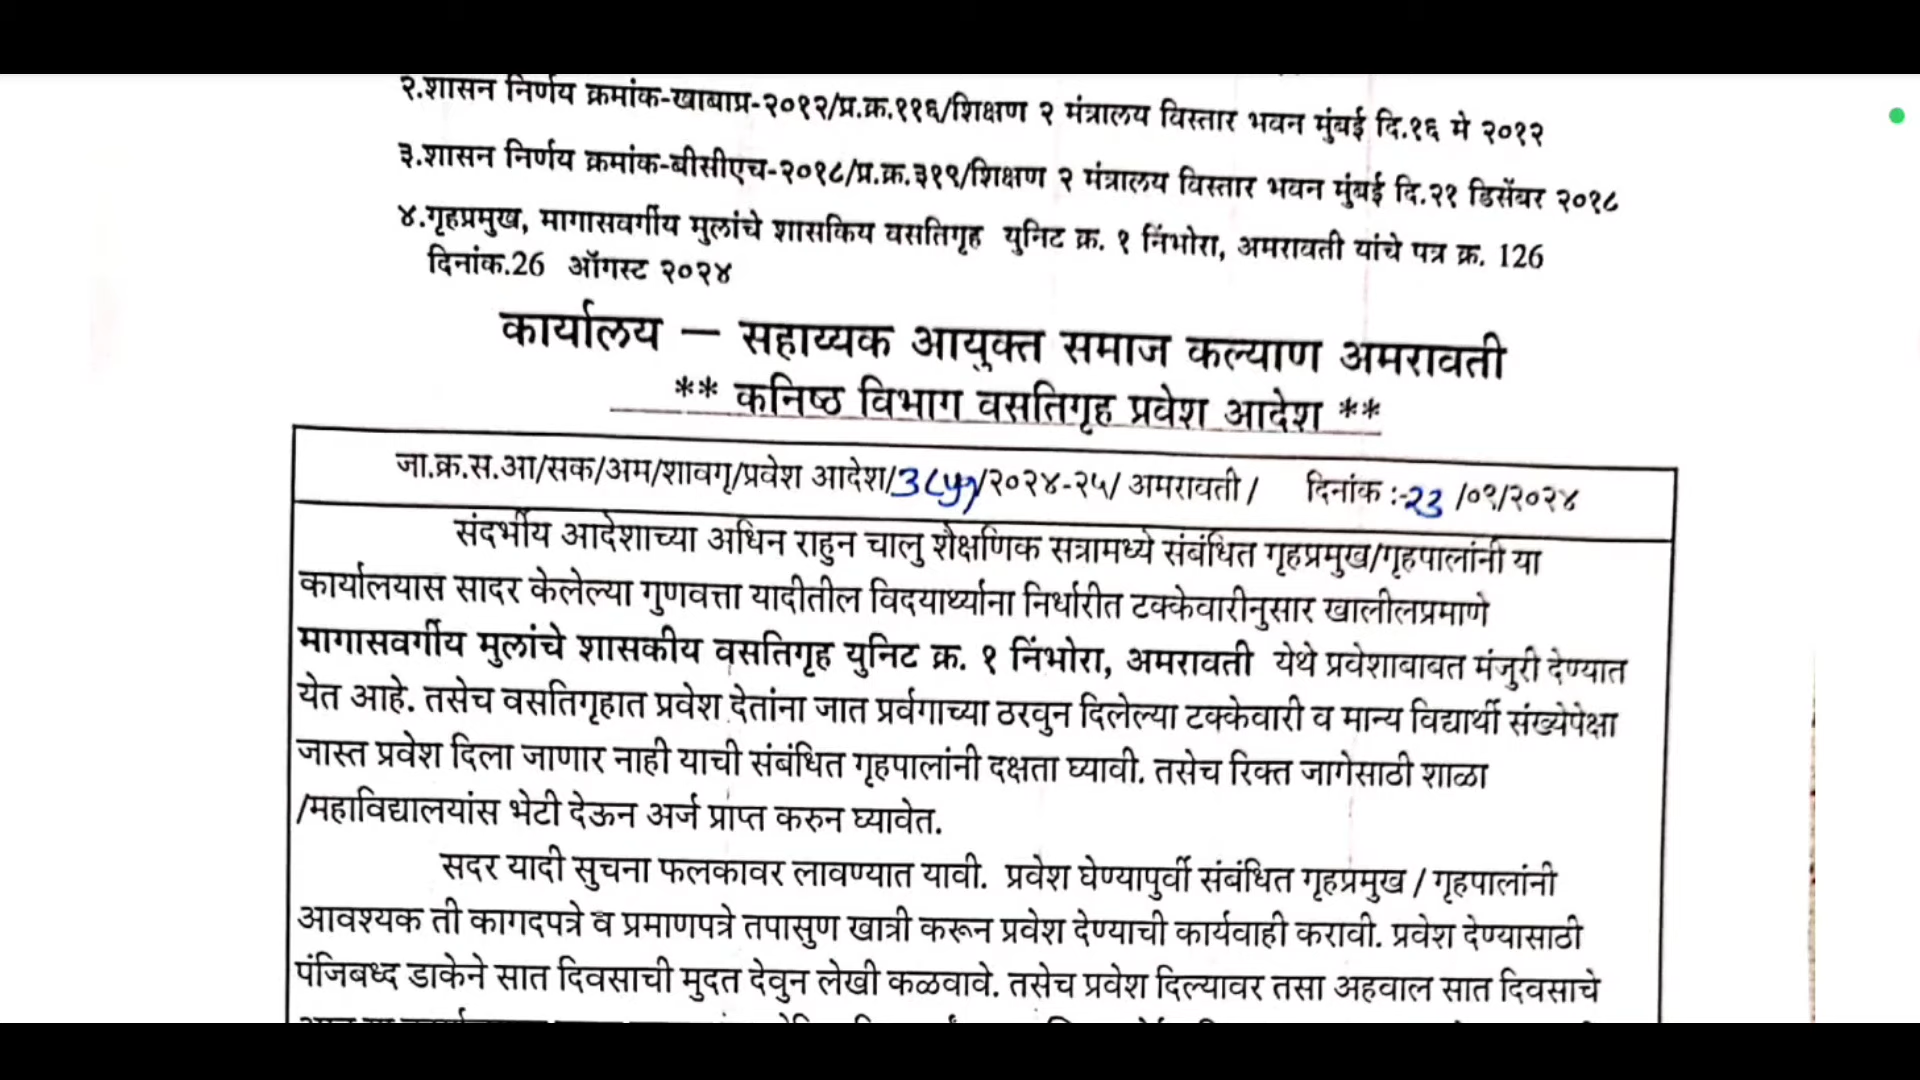 २.शासन निर्णय क्रमांक-खाबाप्र-२०१२/प्र.क्र.११६/शिक्षण २ मंत्रालय विस्तार भवन मुंबई दि.१६ मे २०१२
३.शासन निर्णय क्रमांक-बीसीएच-२०१८/प्र.क्र.३१९/शिक्षण २ मंत्रालय विस्तार भवन मुंबई दि.२१ डिसेंबर २०१८
४.गृहप्रमुख, मागासवर्गीय मुलांचे शासकिय वसतिगृह युनिट क्र. १ निंभोरा, अमरावती यांचे पत्र क्र. 126
दिनांक.26 ऑगस्ट २०२४
कार्यालय – सहाय्यक आयुक्त समाज कल्याण अमरावती
** कनिष्ठ विभाग वसतिगृह प्रवेश आदेश **
जा.क्र.स.आ/सक/अम/शावगृ/प्रवेश आदेश/ /२०२४-२५/ अमरावती / दिनांक :-23 /०९/२०२४
संदर्भीय आदेशाच्या अधिन राहुन चालु शैक्षणिक सत्रामध्ये संबंधित गृहप्रमुख/गृहपालांनी या
कार्यालयास सादर केलेल्या गुणवत्ता यादीतील विदयार्थ्याना निर्धारीत टक्केवारीनुसार खालीलप्रमाणे
मागासवर्गीय मुलांचे शासकीय वसतिगृह युनिट क्र. १ निंभोरा, अमरावती येथे प्रवेशाबाबत मंजुरी देण्यात
येत आहे. तसेच वसतिगृहात प्रवेश देतांना जात प्रर्वगाच्या ठरवुन दिलेल्या टक्केवारी व मान्य विद्यार्थी संख्येपेक्षा
जास्त प्रवेश दिला जाणार नाही याची संबंधित गृहपालांनी दक्षता घ्यावी. तसेच रिक्त जागेसाठी शाळा
/महाविद्यालयांस भेटी देऊन अर्ज प्राप्त करुन घ्यावेत.
सदर यादी सुचना फलकावर लावण्यात यावी. प्रवेश घेण्यापुर्वी संबंधित गृहप्रमुख / गृहपालांनी
आवश्यक ती कागदपत्रे व प्रमाणपत्रे तपासुण खात्री करून प्रवेश देण्याची कार्यवाही करावी. प्रवेश देण्यासाठी
पंजिबध्द डाकेने सात दिवसाची मुदत देवुन लेखी कळवावे. तसेच प्रवेश दिल्यावर तसा अहवाल सात दिवसाचे